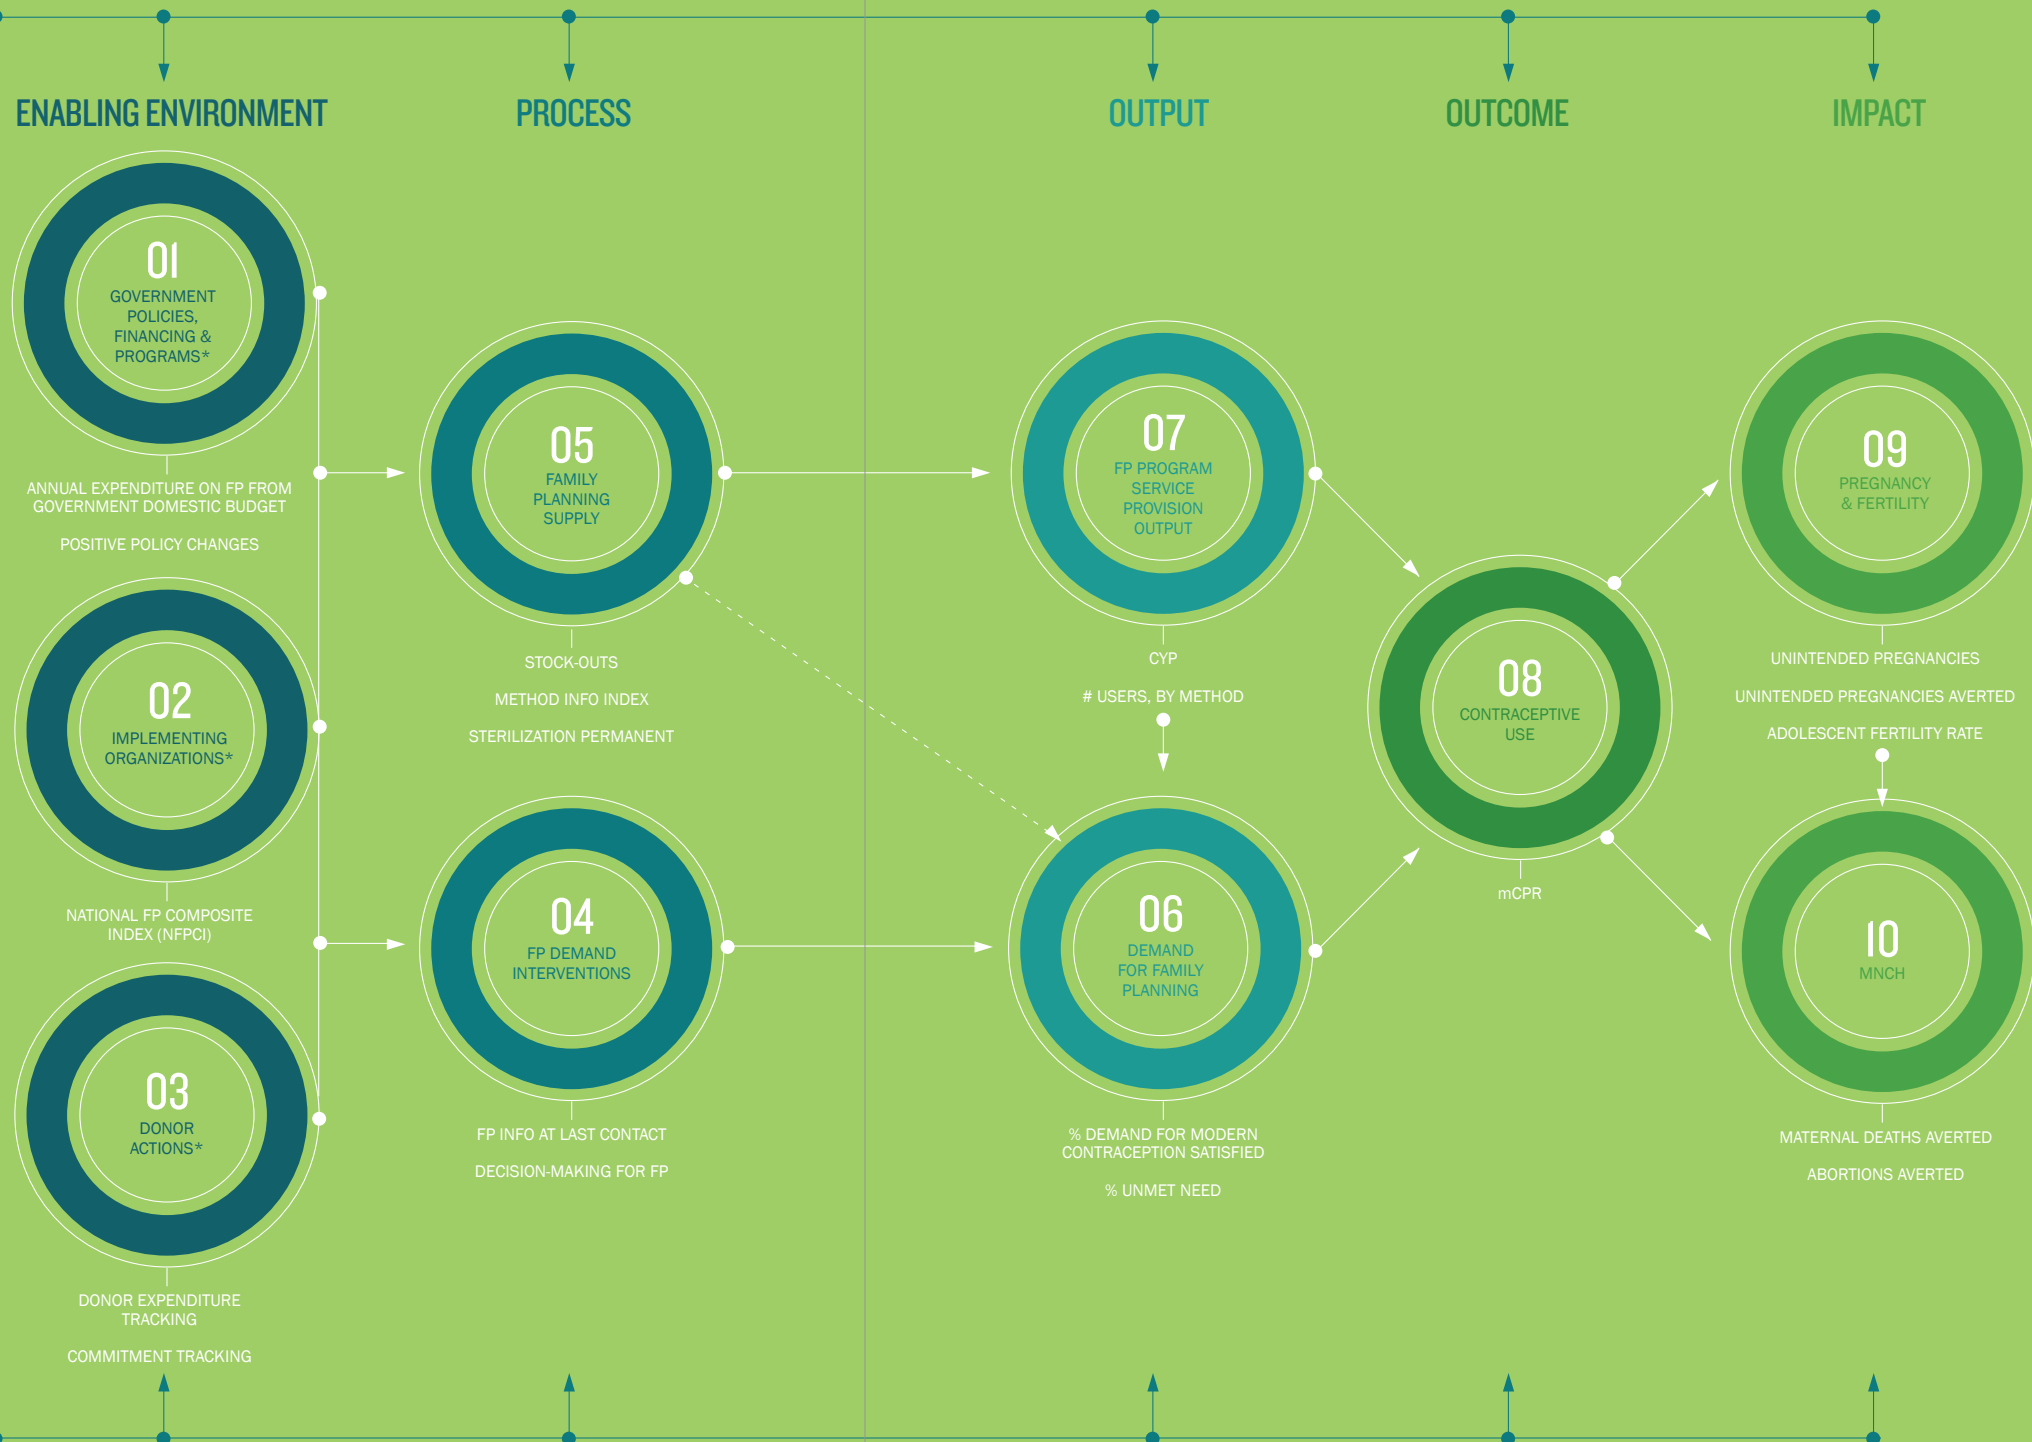 ENABLING ENVIRONMENT
PROCESS
OUTPUT
OUTCOME
IMPACT
01
GOVERNMENT
POLICIES,
FINANCING &
PROGRAMS*
ANNUAL EXPENDITURE ON FP FROM
GOVERNMENT DOMESTIC BUDGET
POSITIVE POLICY CHANGES
02
IMPLEMENTING
ORGANIZATIONS*
NATIONAL FP COMPOSITE
INDEX (NFPCI)
03
DONOR
ACTIONS*
DONOR EXPENDITURE
TRACKING
COMMITMENT TRACKING
05
FAMILY
PLANNING
SUPPLY
STOCK-OUTS
METHOD INFO INDEX
STERILIZATION PERMANENT
04
FP DEMAND
INTERVENTIONS
FP INFO AT LAST CONTACT
DECISION-MAKING FOR FP
07
FP PROGRAM
SERVICE
PROVISION
OUTPUT
CYP
# USERS, BY METHOD
06
DEMAND
FOR FAMILY
PLANNING
% DEMAND FOR MODERN
CONTRACEPTION SATISFIED
% UNMET NEED
08
CONTRACEPTIVE
USE
mCPR
09
PREGNANCY
& FERTILITY
UNINTENDED PREGNANCIES
UNINTENDED PREGNANCIES AVERTED
ADOLESCENT FERTILITY RATE
10
MNCH
MATERNAL DEATHS AVERTED
ABORTIONS AVERTED